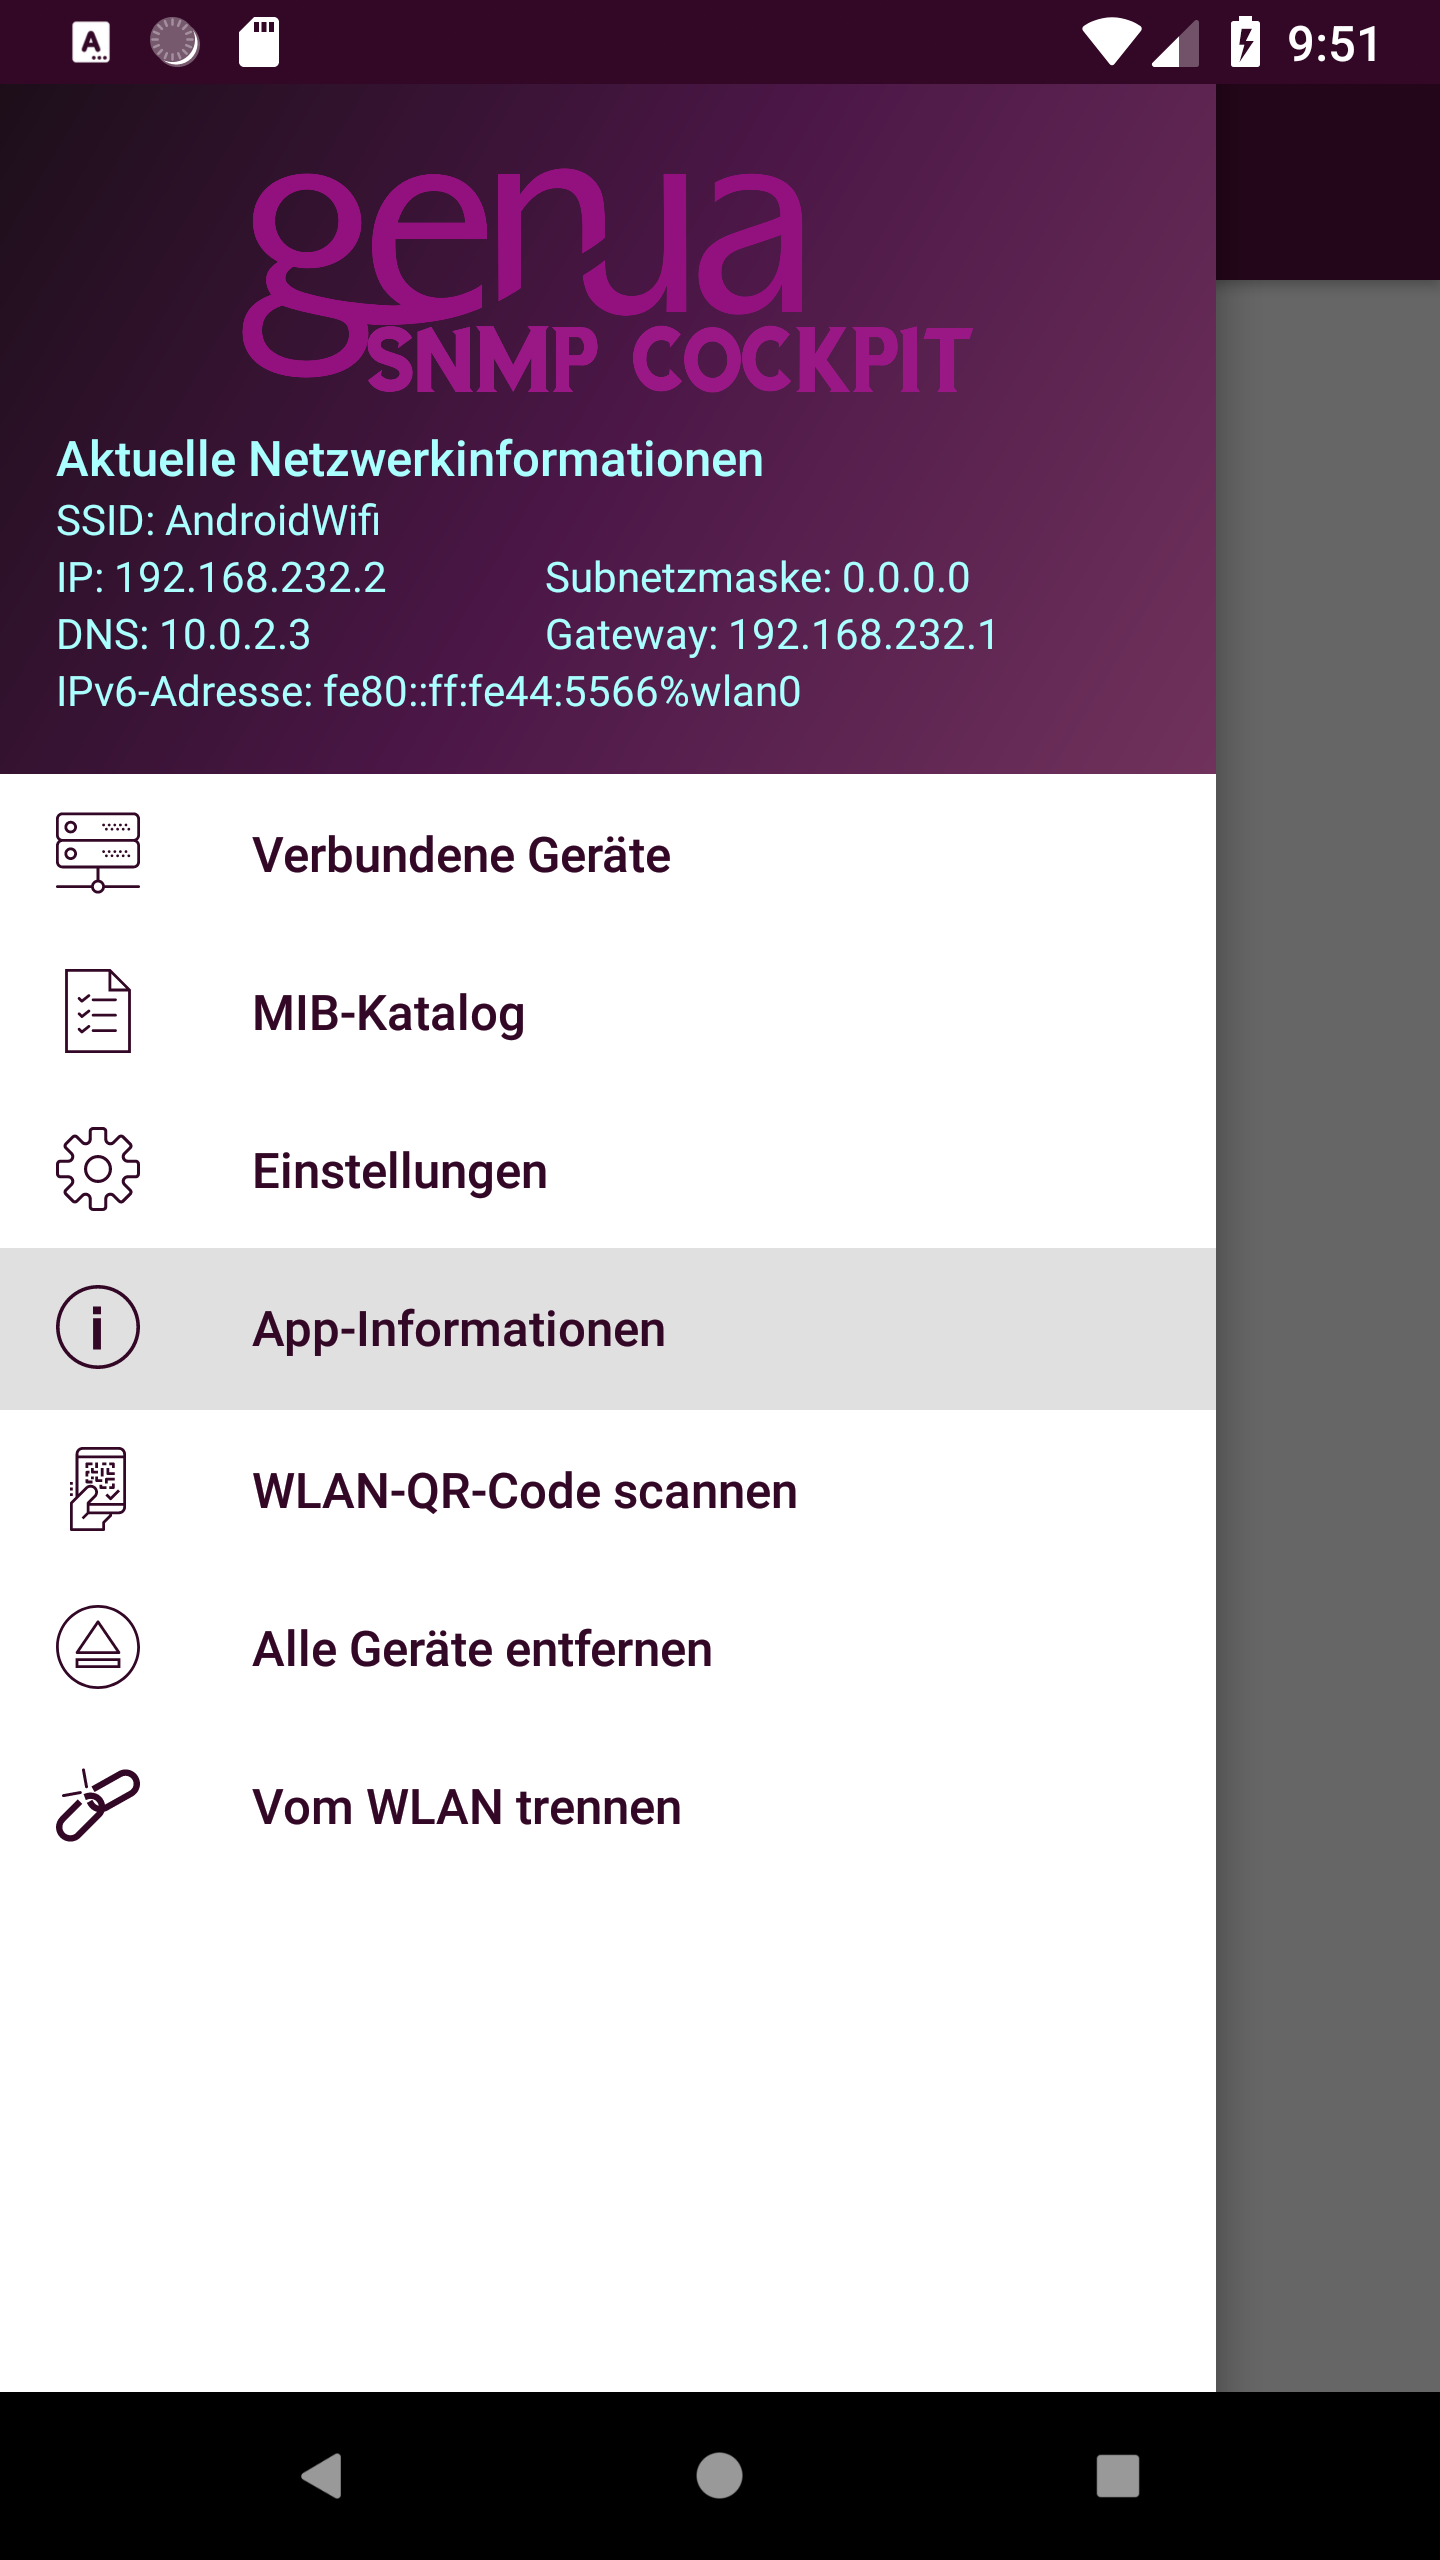 9:51
genua
SNMP COCKPIT
Aktuelle Netzwerkinformationen
SSID: AndroidWifi
IP: 192.168.232.2 Subnetzmaske: 0.0.0.0
DNS: 10.0.2.3 Gateway: 192.168.232.1
IPv6-Adresse: fe80::ff:fe44:5566%wlan0
Verbundene Geräte
MIB-Katalog
Einstellungen
App-Informationen
WLAN-QR-Code scannen
Alle Geräte entfernen
Vom WLAN trennen